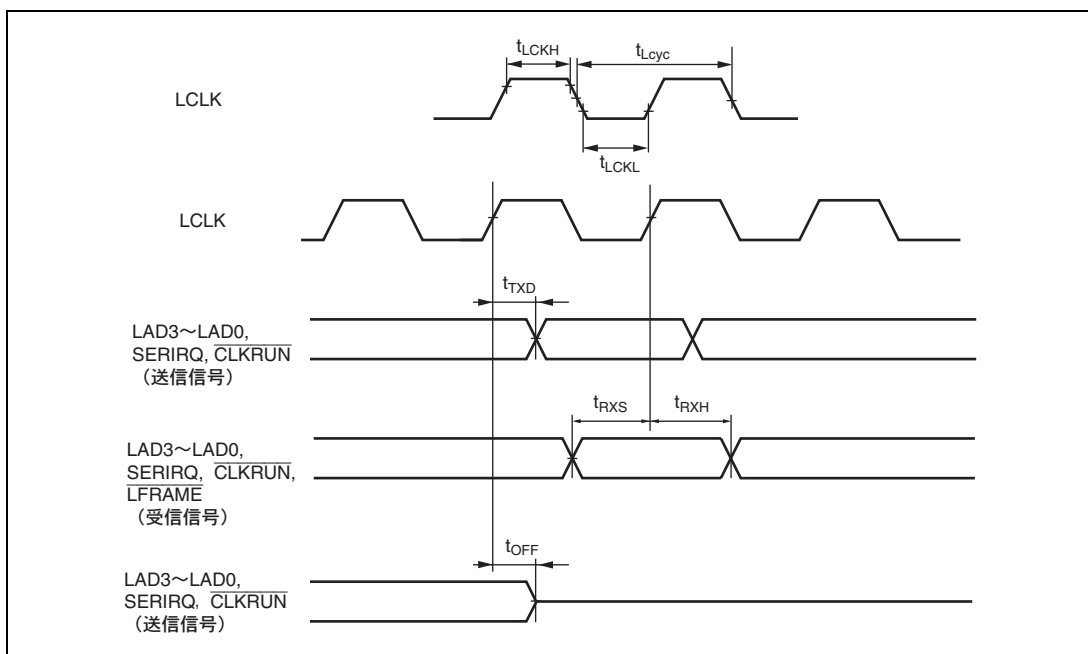 tLCKH
tLcyc
LCLK
tLCKL
LCLK
tTXD
LAD3～LAD0,
SERIRQ, CLKRUN
（送信信号）
tRXS
tRXH
LAD3～LAD0,
SERIRQ, CLKRUN,
LFRAME
（受信信号）
tOFF
LAD3～LAD0,
SERIRQ, CLKRUN
（送信信号）